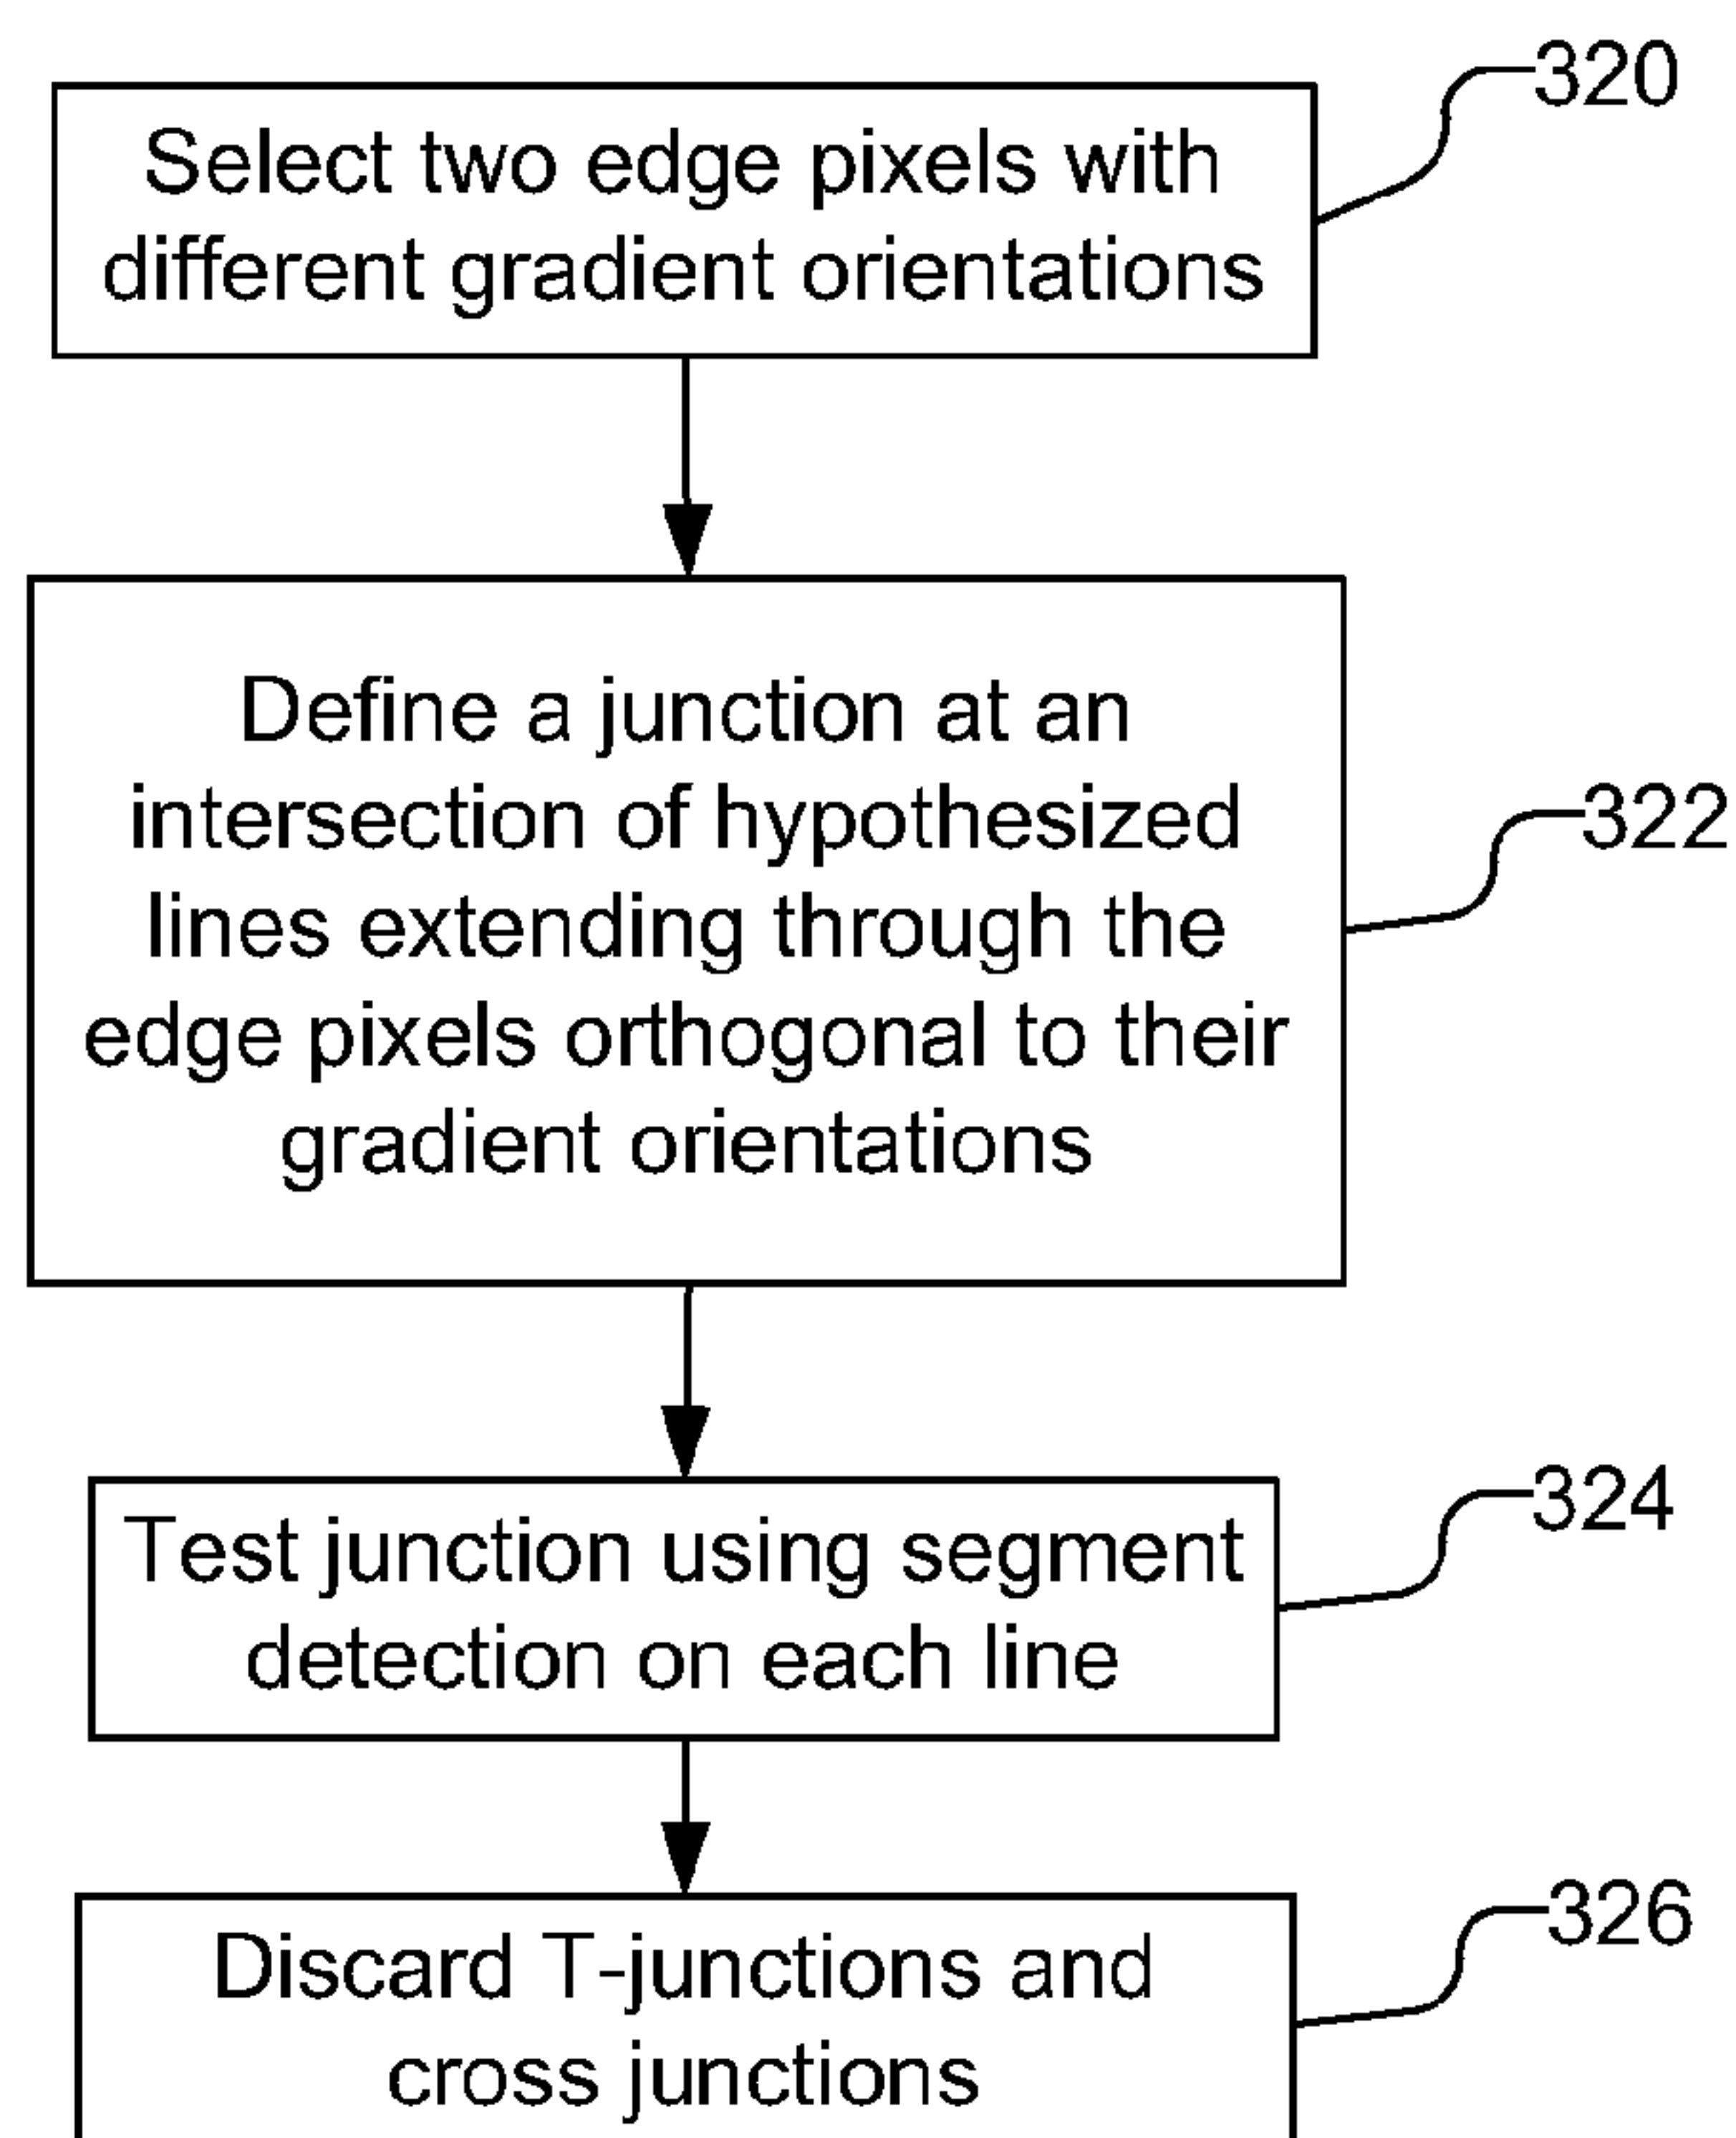 320
Select two edge pixels with
different gradient orientations
Define a junction at an
intersection of hypothesized
lines extending through the
edge pixels orthogonal to their
gradient orientations
322
Test junction using segment
detection on each line
324
Discard T-junctions and
cross junctions
326